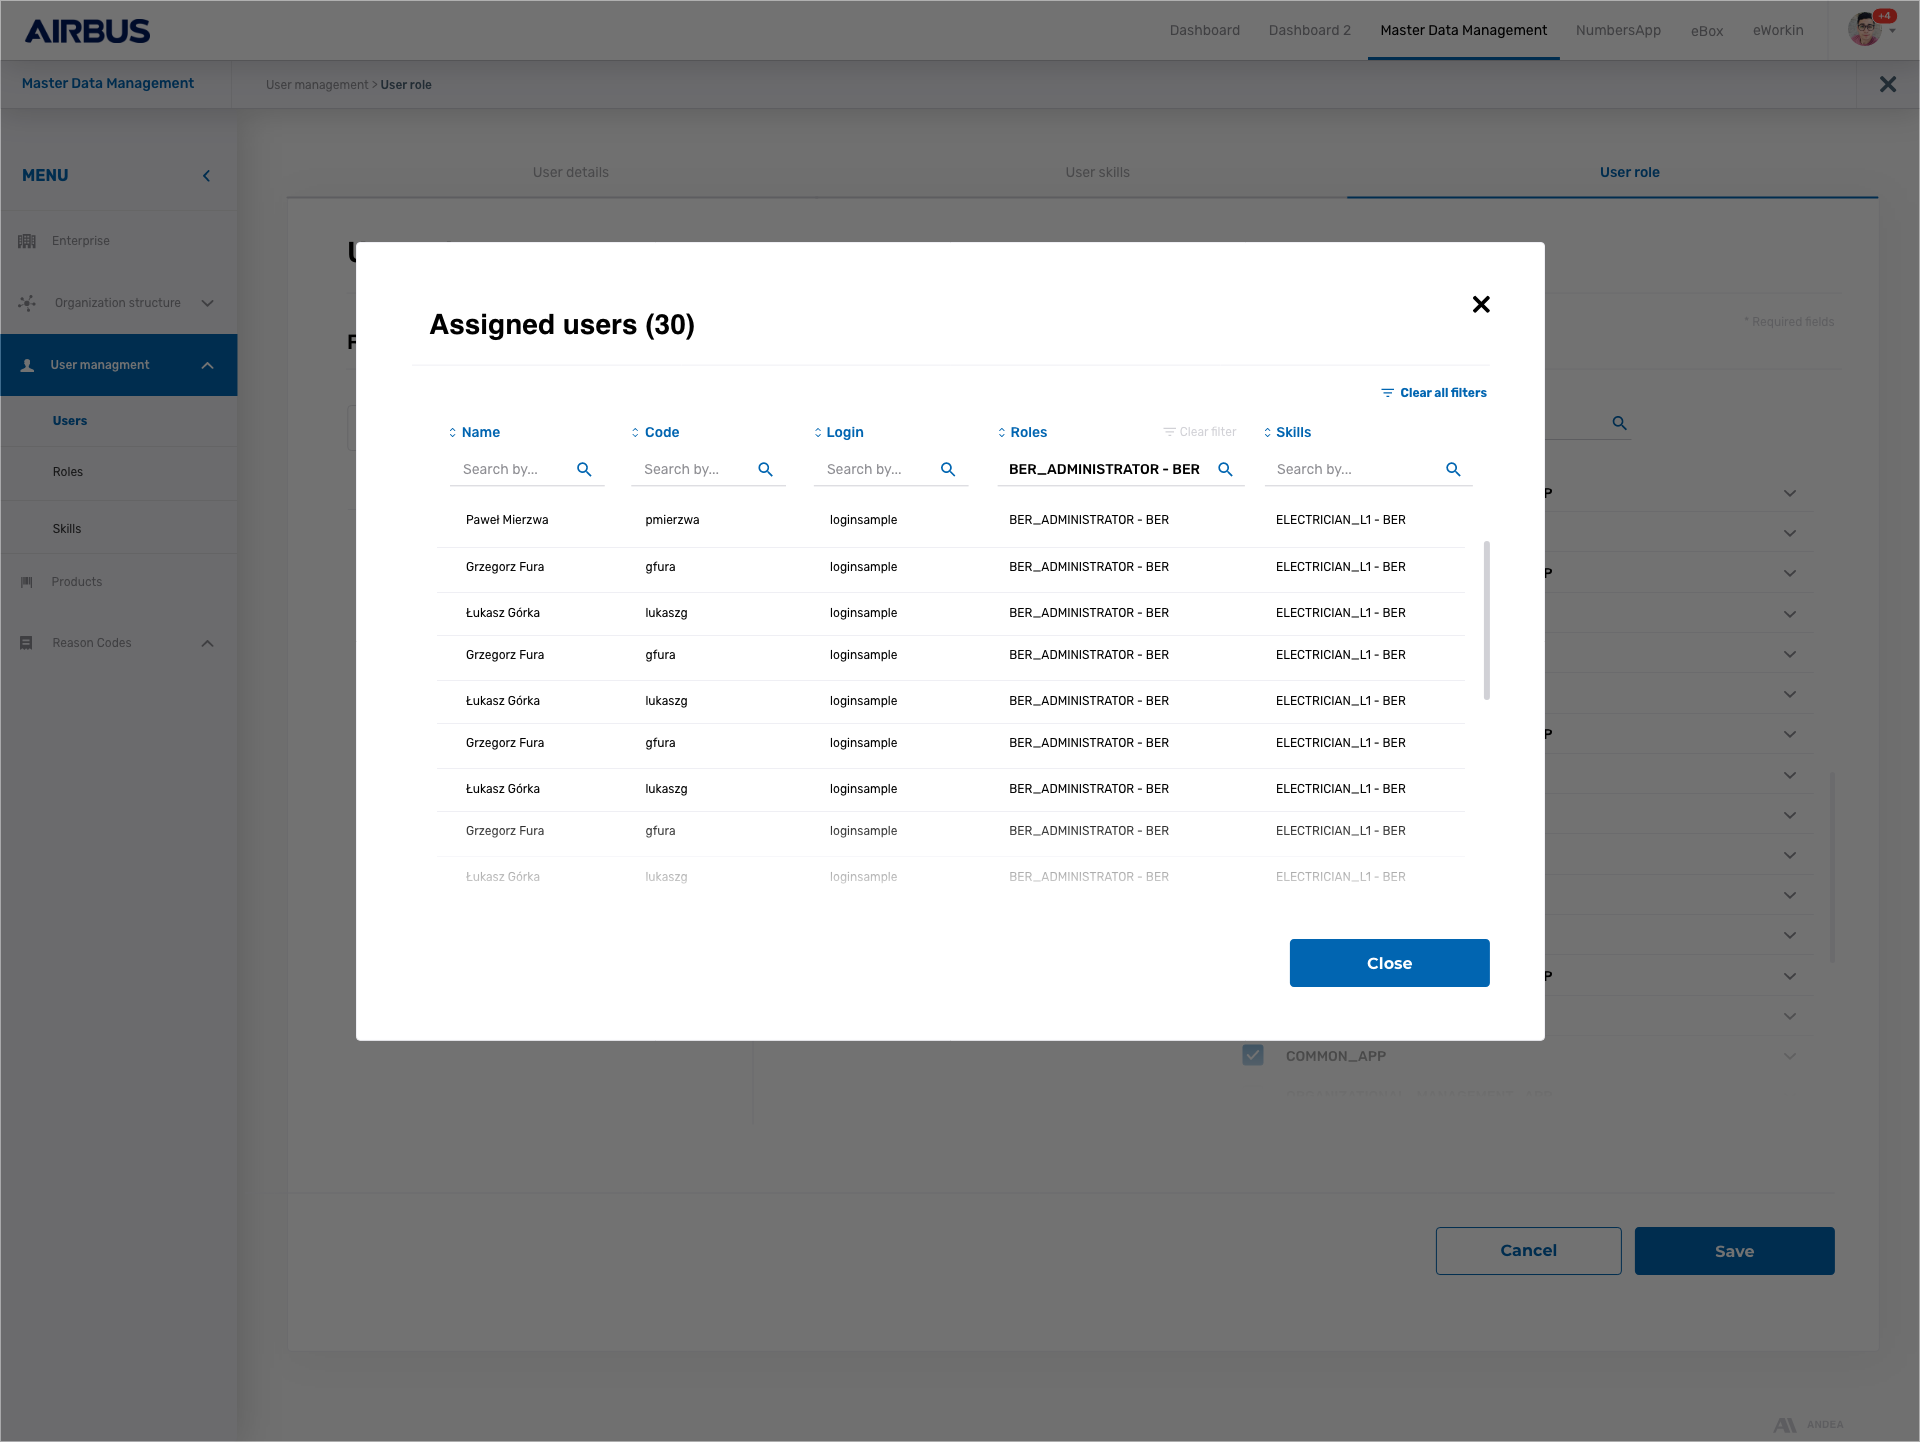 AIRBUS
Dashboard
Dashboard 2
Master Data Management
NumbersApp
eBox
eWorkin
+4
Master Data Management
User management > User role
MENU
Enterprise
Organization structure
User managment
Users
Roles
Skills
Products
Reason Codes
User details
User skills
User role
* Required fields
Assigned users (30)
Clear all filters
Name
Code
Login
Roles
Clear filter
Skills
Search by...
Search by...
Search by...
BER_ADMINISTRATOR - BER
Search by...
Paweł Mierzwa pmierzwa loginsample BER_ADMINISTRATOR - BER ELECTRICIAN_L1 - BER
Grzegorz Fura gfura loginsample BER_ADMINISTRATOR - BER ELECTRICIAN_L1 - BER
Łukasz Górka lukaszg loginsample BER_ADMINISTRATOR - BER ELECTRICIAN_L1 - BER
Grzegorz Fura gfura loginsample BER_ADMINISTRATOR - BER ELECTRICIAN_L1 - BER
Łukasz Górka lukaszg loginsample BER_ADMINISTRATOR - BER ELECTRICIAN_L1 - BER
Grzegorz Fura gfura loginsample BER_ADMINISTRATOR - BER ELECTRICIAN_L1 - BER
Łukasz Górka lukaszg loginsample BER_ADMINISTRATOR - BER ELECTRICIAN_L1 - BER
Grzegorz Fura gfura loginsample BER_ADMINISTRATOR - BER ELECTRICIAN_L1 - BER
Łukasz Górka lukaszg loginsample BER_ADMINISTRATOR - BER ELECTRICIAN_L1 - BER
Close
COMMON_APP
Cancel
Save
ANDEA